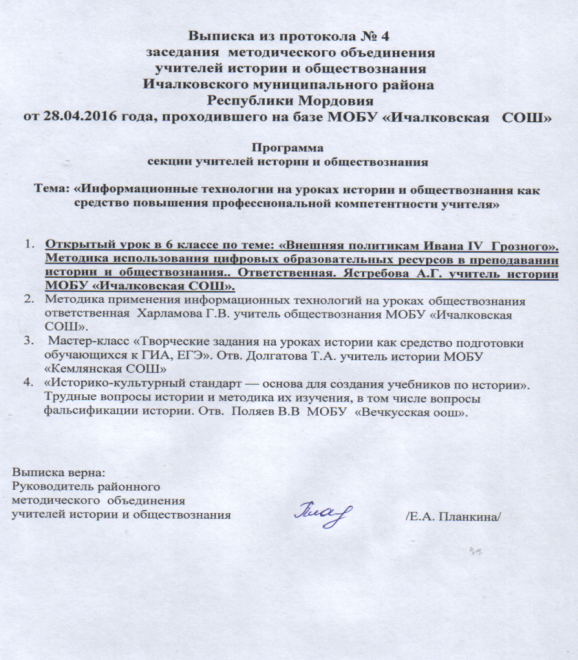 Выписка из протокола № 4
заседания методического объединения
учителей истории и обществознания
Ичалковского муниципального района
Республики Мордовия
от 28.04.2016 года, проходившего на базе МОБУ «Ичалковская СОШ»
Программа
секции учителей истории и обществознания
Тема: «Информационные технологии на уроках истории и обществознания как
средство повышения профессиональной компетентности учителя»
1. Открытый урок в 6 классе по теме: «Внешняя политикам Ивана IV Грозного».
Методика использования цифровых образовательных ресурсов в преподавании
истории и обществознания.. Ответственная. Ястребова А.Г. учитель истории
МОБУ «Ичалковская СОШ».
2. Методика применения информационных технологий на уроках обществознания
ответственная Харламова Г.В. учитель обществознания МОБУ «Ичалковская
СОШ».
3. Мастер-класс «Творческие задания на уроках истории как средство подготовки
обучающихся к ГИА, ЕГЭ». Отв. Долгатова Т.А. учитель истории МОБУ
«Кемлянская СОШ»
4. «Историко-культурный стандарт — основа для создания учебников по истории».
Трудные вопросы истории и методика их изучения, в том числе вопросы
фальсификации истории. Отв. Поляев В.В МОБУ «Вечкусская оош».
Выписка верна:
Руководитель районного
методического объединения
учителей истории и обществознания /Е.А. Планкина/